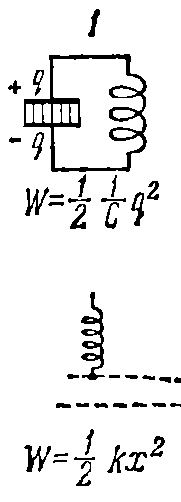 1
+ q
- q
W = 1/2 1/C q²
W = 1/2 kx²